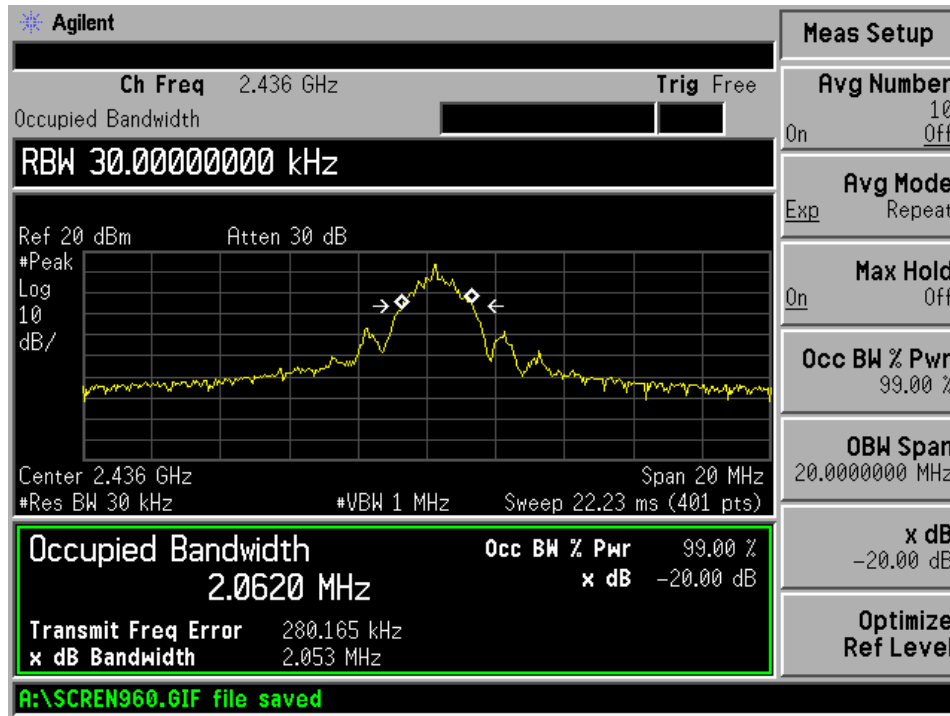 Agilent
Ch Freq 2.436 GHz Trig Free
Occupied Bandwidth
RBW 30.00000000 kHz
Ref 20 dBm Atten 30 dB
#Peak
Log
10
dB/
Center 2.436 GHz Span 20 MHz
#Res BW 30 kHz #VBW 1 MHz Sweep 22.23 ms (401 pts)
Occupied Bandwidth Occ BW % Pwr 99.00 %
2.0620 MHz x dB -20.00 dB
Transmit Freq Error 280.165 kHz
x dB Bandwidth 2.053 MHz
A:\SCREN960.GIF file saved
Meas Setup
Avg Number
10
On Off
Avg Mode
Exp Repeat
Max Hold
On Off
Occ BW % Pwr
99.00 %
OBW Span
20.0000000 MHz
x dB
-20.00 dB
Optimize
Ref Level